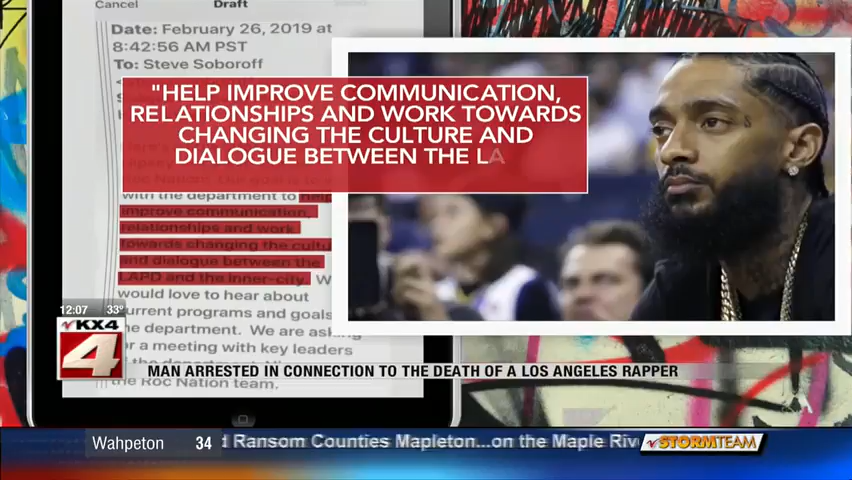 Cancel
Draft
Date: February 26, 2019 at
8:42:56 AM PST
To: Steve Soboroff
"HELP IMPROVE COMMUNICATION,
RELATIONSHIPS AND WORK TOWARDS
CHANGING THE CULTURE AND
DIALOGUE BETWEEN THE LA
with the department to help
improve communication,
relationships and work
towards changing the cultu
and dialogue between the
LAPD and the inner-city. W
would love to hear about
current programs and goals
the department. We are askin
or a meeting with key leaders
the Roc Nation team.
12:07 33°
KX4
4
MAN ARRESTED IN CONNECTION TO THE DEATH OF A LOS ANGELES RAPPER
Wahpeton 34 d Ransom Counties Mapleton...on the Maple Riv
STORMTEAM